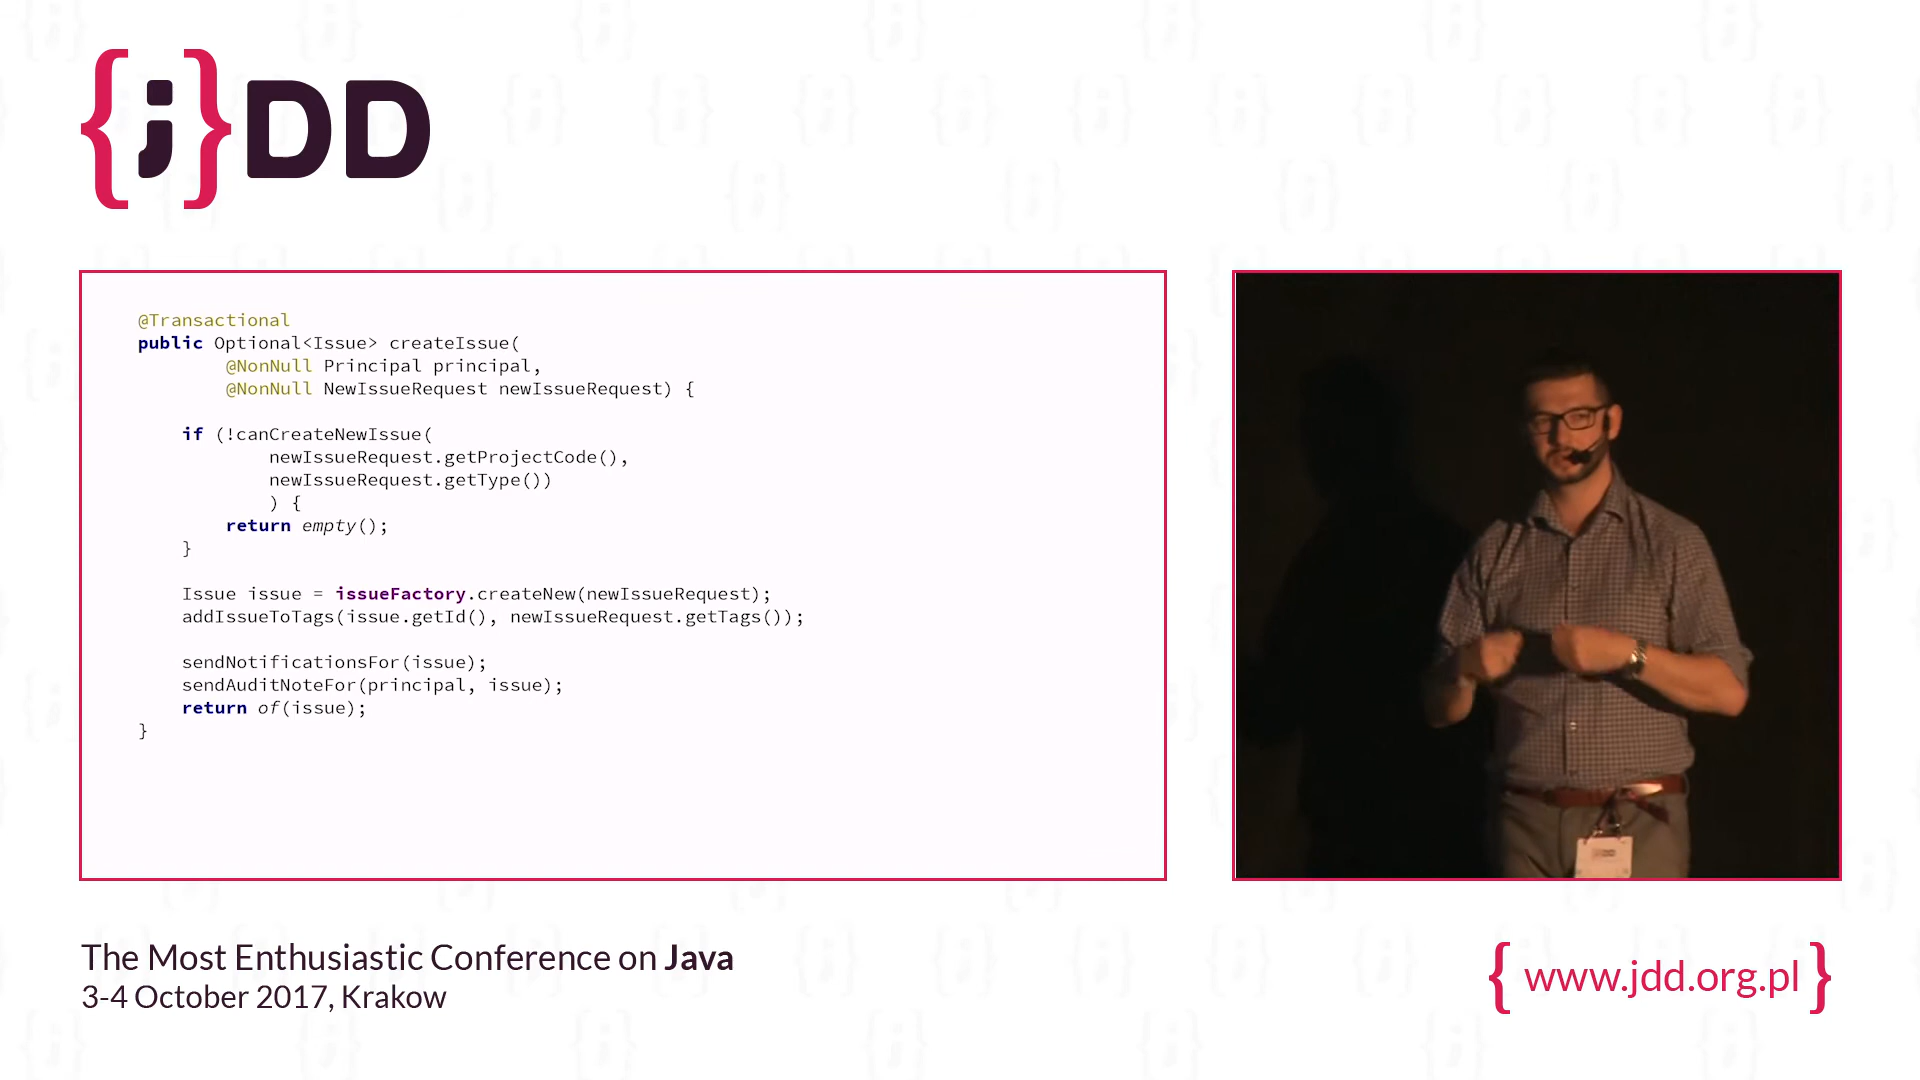 {;}DD
@Transactional
public Optional<Issue> createIssue(
@NonNull Principal principal,
@NonNull NewIssueRequest newIssueRequest) {
if (!canCreateNewIssue(
newIssueRequest.getProjectCode(),
newIssueRequest.getType())
) {
return empty();
}
Issue issue = issueFactory.createNew(newIssueRequest);
addIssueToTags(issue.getId(), newIssueRequest.getTags());
sendNotificationsFor(issue);
sendAuditNoteFor(principal, issue);
return of(issue);
}
The Most Enthusiastic Conference on Java
3-4 October 2017, Krakow
{ www.jdd.org.pl }